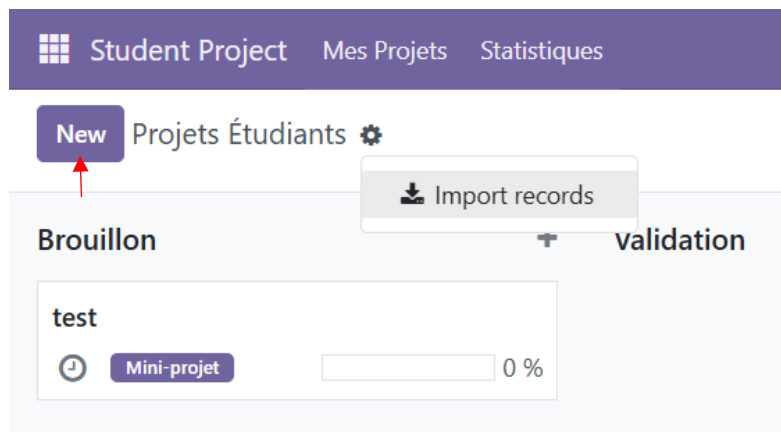 Student Project Mes Projets Statistiques
New Projets Étudiants
Import records
Brouillon
Validation
test
Mini-projet 0 %